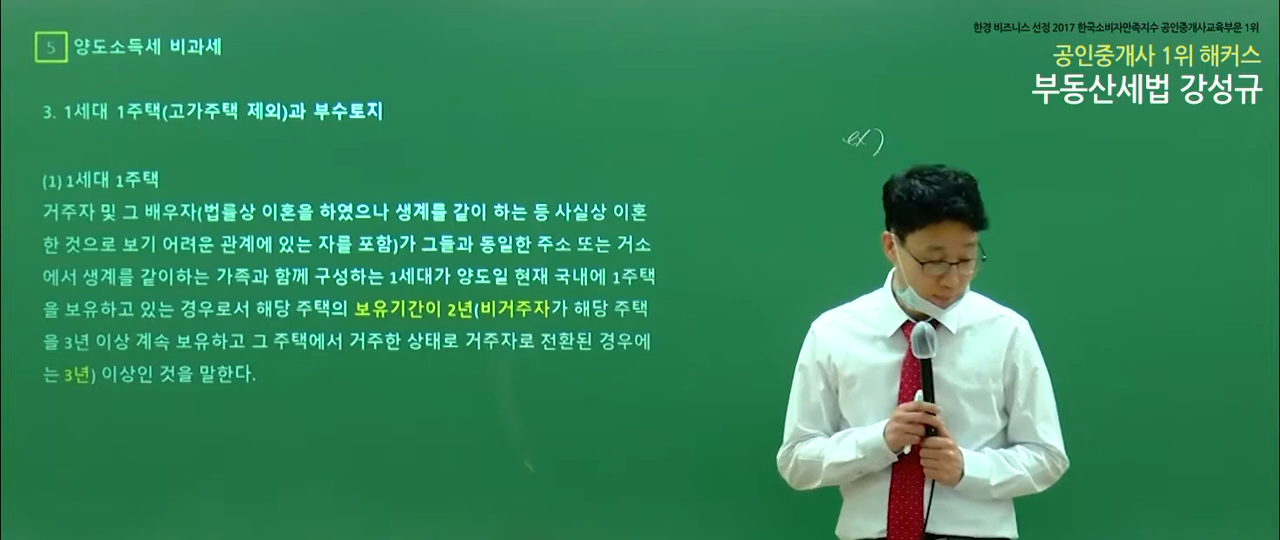 5 양도소득세 비과세
한경 비즈니스 선정 2017 한국소비자만족지수 공인중개사교육부문 1위
공인중개사 1위 해커스
부동산세법 강성규
3. 1세대 1주택(고가주택 제외)과 부수토지
ex)
(1) 1세대 1주택
거주자 및 그 배우자(법률상 이혼을 하였으나 생계를 같이 하는 등 사실상 이혼
한 것으로 보기 어려운 관계에 있는 자를 포함)가 그들과 동일한 주소 또는 거소
에서 생계를 같이하는 가족과 함께 구성하는 1세대가 양도일 현재 국내에 1주택
을 보유하고 있는 경우로서 해당 주택의 보유기간이 2년(비거주자가 해당 주택
을 3년 이상 계속 보유하고 그 주택에서 거주한 상태로 거주자로 전환된 경우에
는 3년) 이상인 것을 말한다.